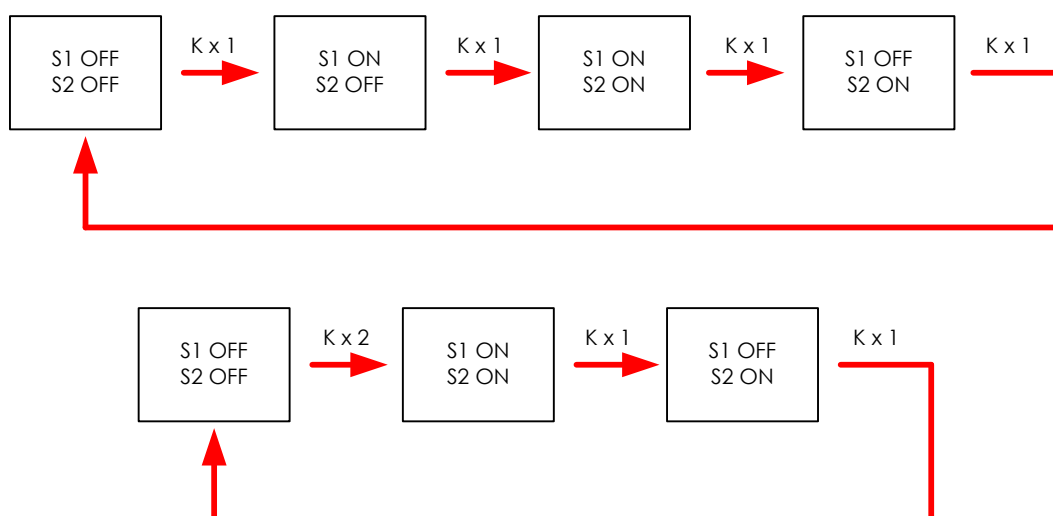 K x 1
K x 1
K x 1
K x 1
S1 OFF
S2 OFF
S1 ON
S2 OFF
S1 ON
S2 ON
S1 OFF
S2 ON
K x 2
K x 1
K x 1
S1 OFF
S2 OFF
S1 ON
S2 ON
S1 OFF
S2 ON